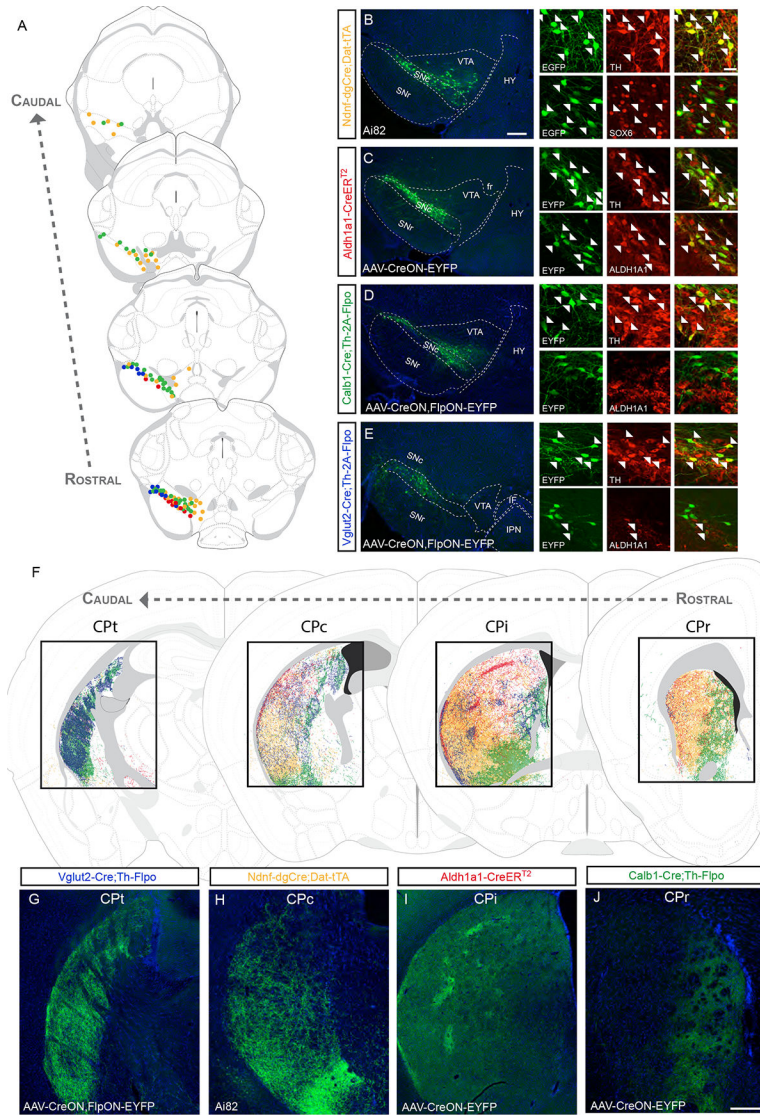 A
CAUDAL
ROSTRAL
Ndnf-dgCre;Dat-tTA
B
VTA
SNc
SNr
HY
Ai82
EGFP
TH
EGFP
SOX6
Aldh1a1-CreERT2
C
fr
VTA
SNc
SNr
HY
AAV-CreON-EYFP
EYFP
TH
EYFP
ALDH1A1
Calb1-Cre;Th-2A-Flpo
D
VTA
SNc
SNr
HY
AAV-CreON,FlpON-EYFP
EYFP
TH
EYFP
ALDH1A1
Vglut2-Cre;Th-2A-Flpo
E
SNc
SNr
VTA
IF
IPN
AAV-CreON,FlpON-EYFP
EYFP
TH
EYFP
ALDH1A1
F
CAUDAL
ROSTRAL
CPt
CPc
CPi
CPr
Vglut2-Cre;Th-Flpo
Ndnf-dgCre;Dat-tTA
Aldh1a1-CreERT2
Calb1-Cre;Th-Flpo
G
CPt
AAV-CreON,FlpON-EYFP
H
CPc
Ai82
I
CPi
AAV-CreON-EYFP
J
CPr
AAV-CreON-EYFP